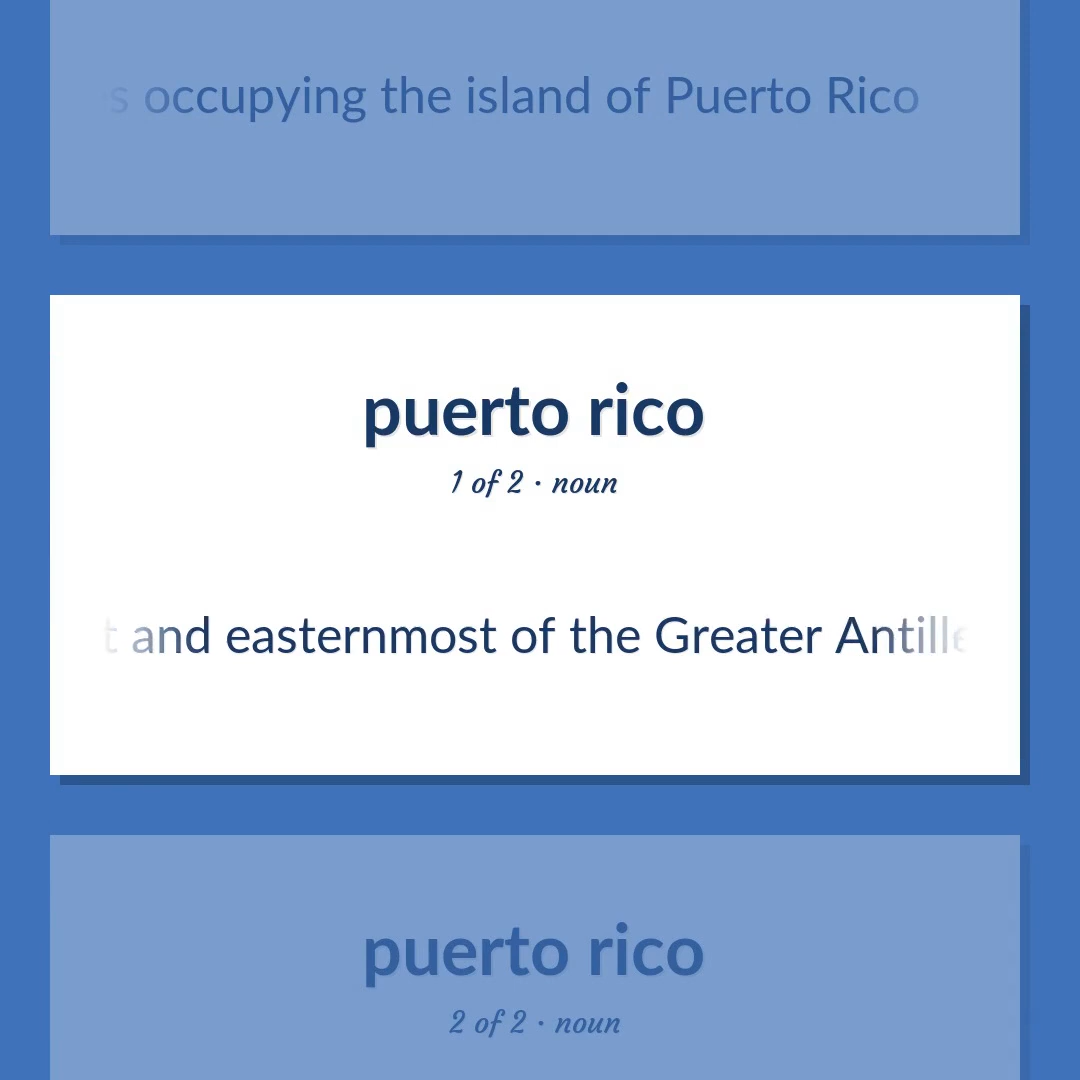 s occupying the island of Puerto Rico
puerto rico
1 of 2 · noun
t and easternmost of the Greater Antille
puerto rico
2 of 2 · noun